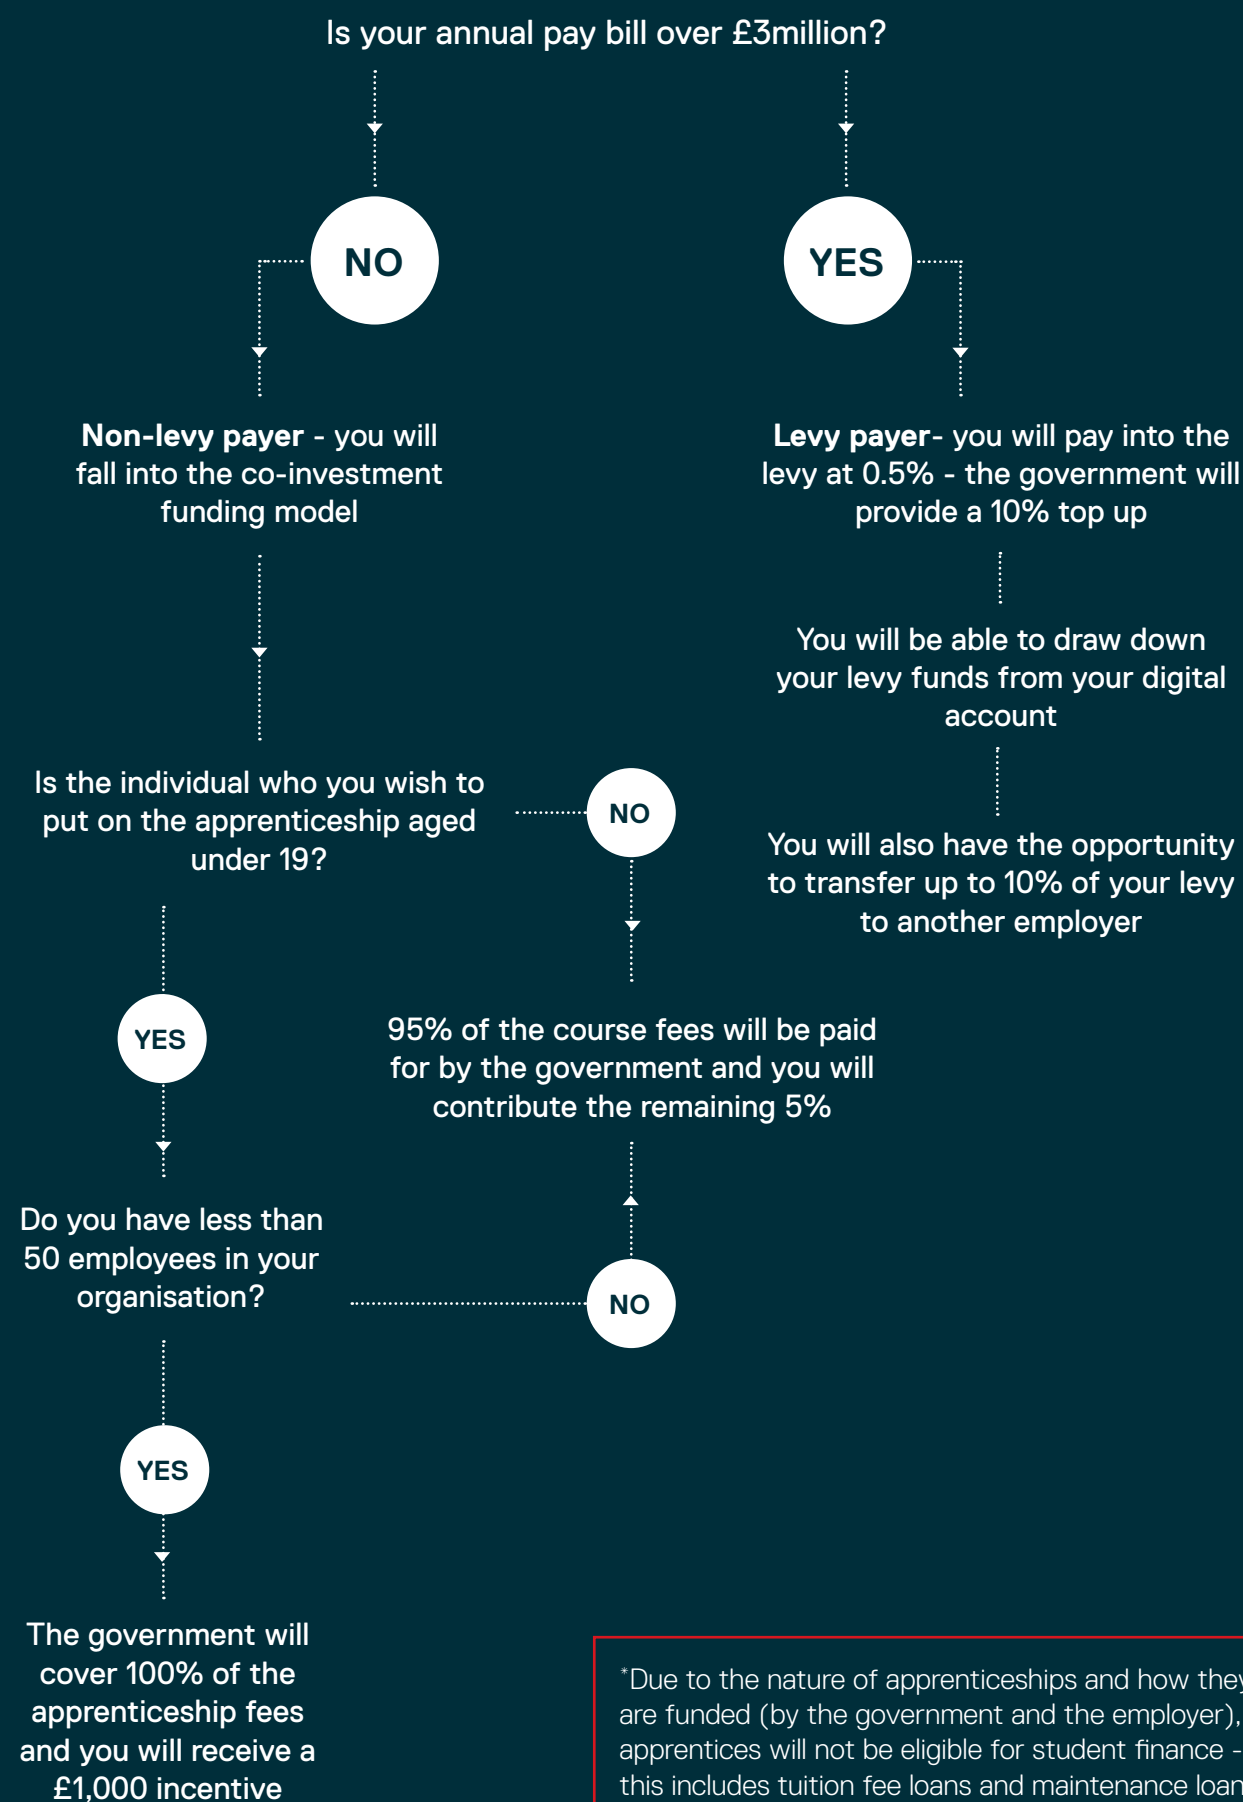 Is your annual pay bill over £3million?
NO
YES
Non-levy payer - you will
fall into the co-investment
funding model
Levy payer- you will pay into the
levy at 0.5% - the government will
provide a 10% top up
You will be able to draw down
your levy funds from your digital
account
You will also have the opportunity
to transfer up to 10% of your levy
to another employer
Is the individual who you wish to
put on the apprenticeship aged
under 19?
NO
YES
95% of the course fees will be paid
for by the government and you will
contribute the remaining 5%
Do you have less than
50 employees in your
organisation?
NO
YES
The government will
cover 100% of the
apprenticeship fees
and you will receive a
£1,000 incentive
*Due to the nature of apprenticeships and how they
are funded (by the government and the employer),
apprentices will not be eligible for student finance -
this includes tuition fee loans and maintenance loan